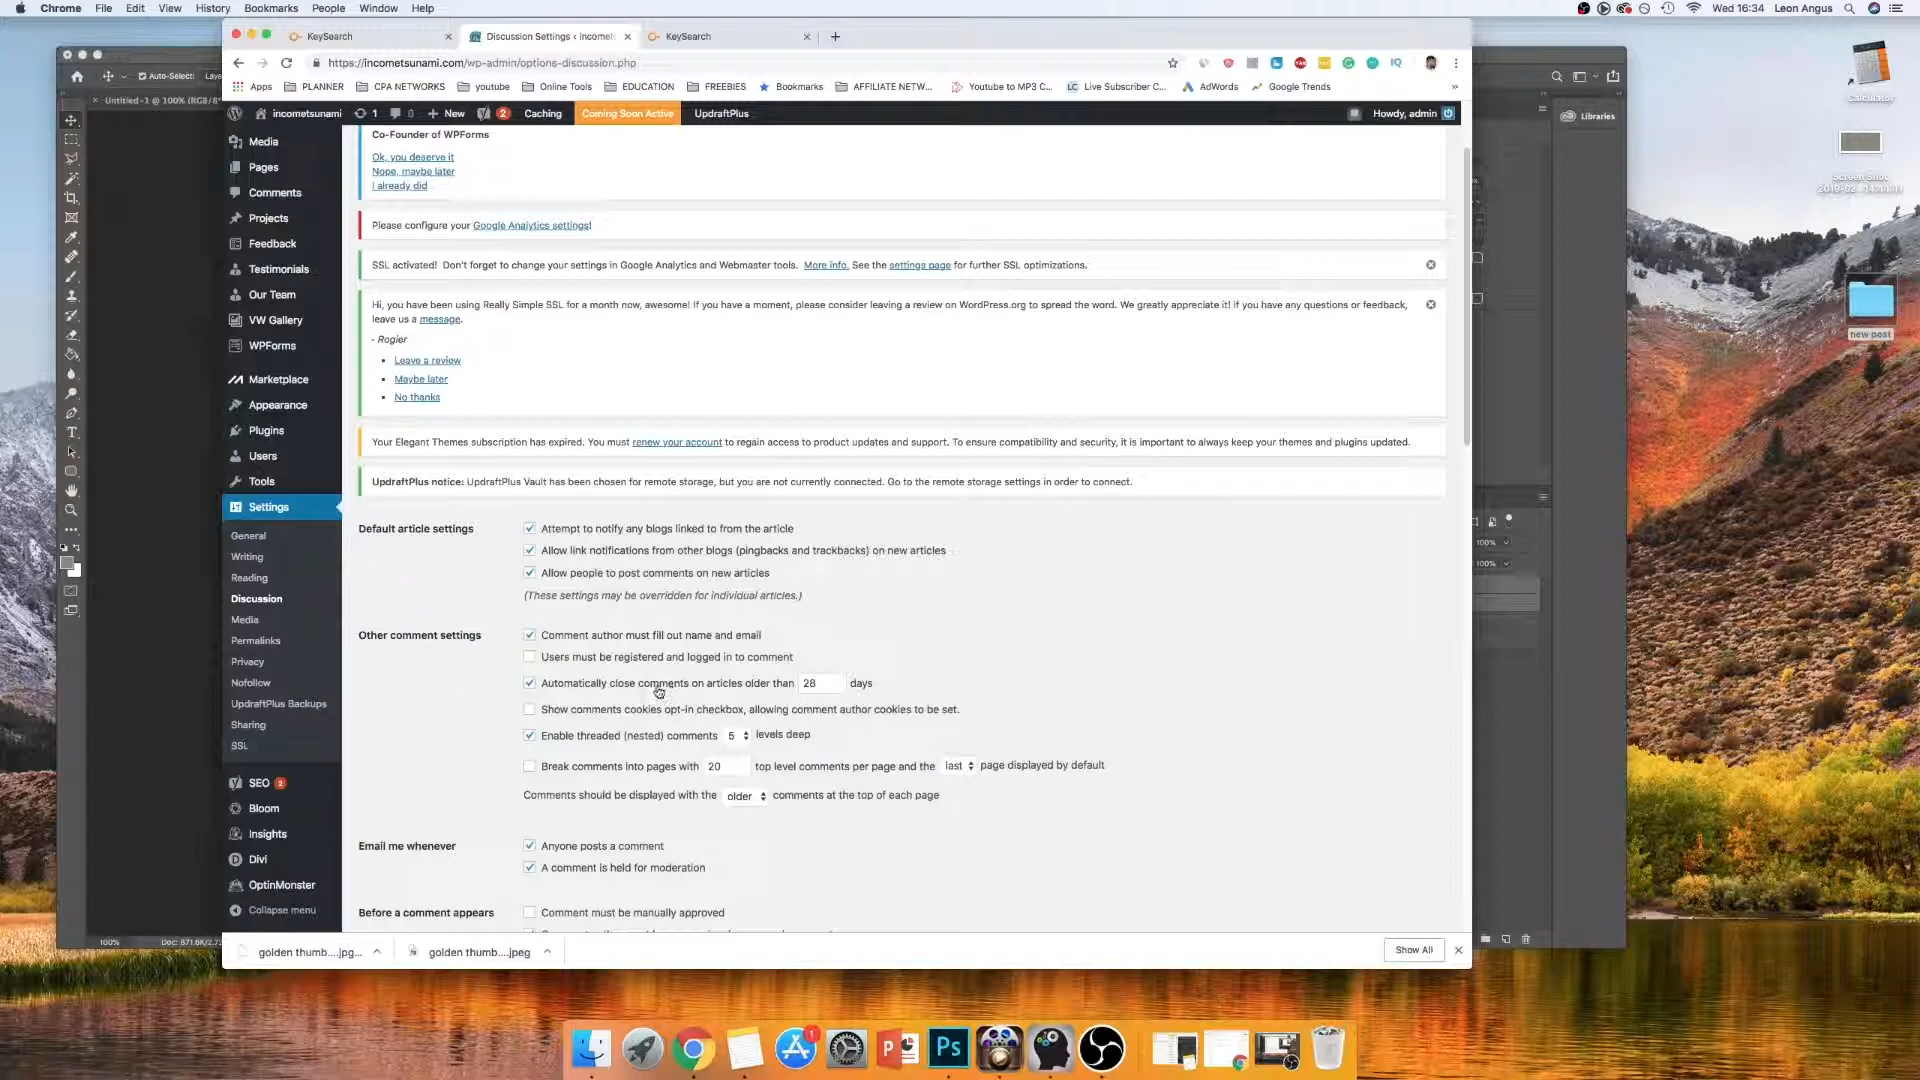 Chrome File Edit View History Bookmarks People Window Help
Wed 16:34 Leon Angus
KeySearch
Discussion Settings ‹ incomets
KeySearch
https://incometsunami.com/wp-admin/options-discussion.php
Auto-Select: Laye
Apps PLANNER CPA NETWORKS youtube Online Tools EDUCATION FREEBIES Bookmarks AFFILIATE NETW... Youtube to MP3 C... Live Subscriber C... AdWords Google Trends »
Untitled-1 @ 100% (RGB/8
incometsunami 1 0 New 2 Caching Coming Soon Active UpdraftPlus Howdy, admin
Libraries
Calculator
new post
Media
Pages
Comments
Projects
Feedback
Testimonials
Our Team
VW Gallery
WPForms
Marketplace
Appearance
Plugins
Users
Tools
Settings
General
Writing
Reading
Discussion
Media
Permalinks
Privacy
Nofollow
UpdraftPlus Backups
Sharing
SSL
SEO 2
Bloom
Insights
Divi
OptinMonster
Collapse menu
Co-Founder of WPForms
Ok, you deserve it
Nope, maybe later
I already did
Please configure your Google Analytics settings!
SSL activated! Don't forget to change your settings in Google Analytics and Webmaster tools. More info. See the settings page for further SSL optimizations.
Hi, you have been using Really Simple SSL for a month now, awesome! If you have a moment, please consider leaving a review on WordPress.org to spread the word. We greatly appreciate it! If you have any questions or feedback,
leave us a message.
- Rogier
Leave a review
Maybe later
No thanks
Your Elegant Themes subscription has expired. You must renew your account to regain access to product updates and support. To ensure compatibility and security, it is important to always keep your themes and plugins updated.
UpdraftPlus notice: UpdraftPlus Vault has been chosen for remote storage, but you are not currently connected. Go to the remote storage settings in order to connect.
Default article settings
Attempt to notify any blogs linked to from the article
Allow link notifications from other blogs (pingbacks and trackbacks) on new articles
Allow people to post comments on new articles
(These settings may be overridden for individual articles.)
Other comment settings
Comment author must fill out name and email
Users must be registered and logged in to comment
Automatically close comments on articles older than 28 days
Show comments cookies opt-in checkbox, allowing comment author cookies to be set.
Enable threaded (nested) comments 5 levels deep
Break comments into pages with 20 top level comments per page and the last page displayed by default
Comments should be displayed with the older comments at the top of each page
Email me whenever
Anyone posts a comment
A comment is held for moderation
Before a comment appears
Comment must be manually approved
100%
100%
100%
golden thumb....jpg...
golden thumb....jpeg
Show All
1
Ps